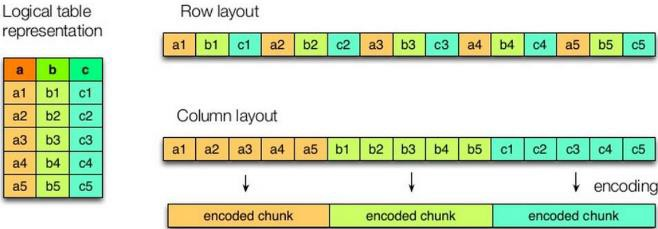 Logical table
representation
a b c
a1 b1 c1
a2 b2 c2
a3 b3 c3
a4 b4 c4
a5 b5 c5
Row layout
a1 b1 c1 a2 b2 c2 a3 b3 c3 a4 b4 c4 a5 b5 c5
Column layout
a1 a2 a3 a4 a5 b1 b2 b3 b4 b5 c1 c2 c3 c4 c5
encoding
encoded chunk encoded chunk encoded chunk